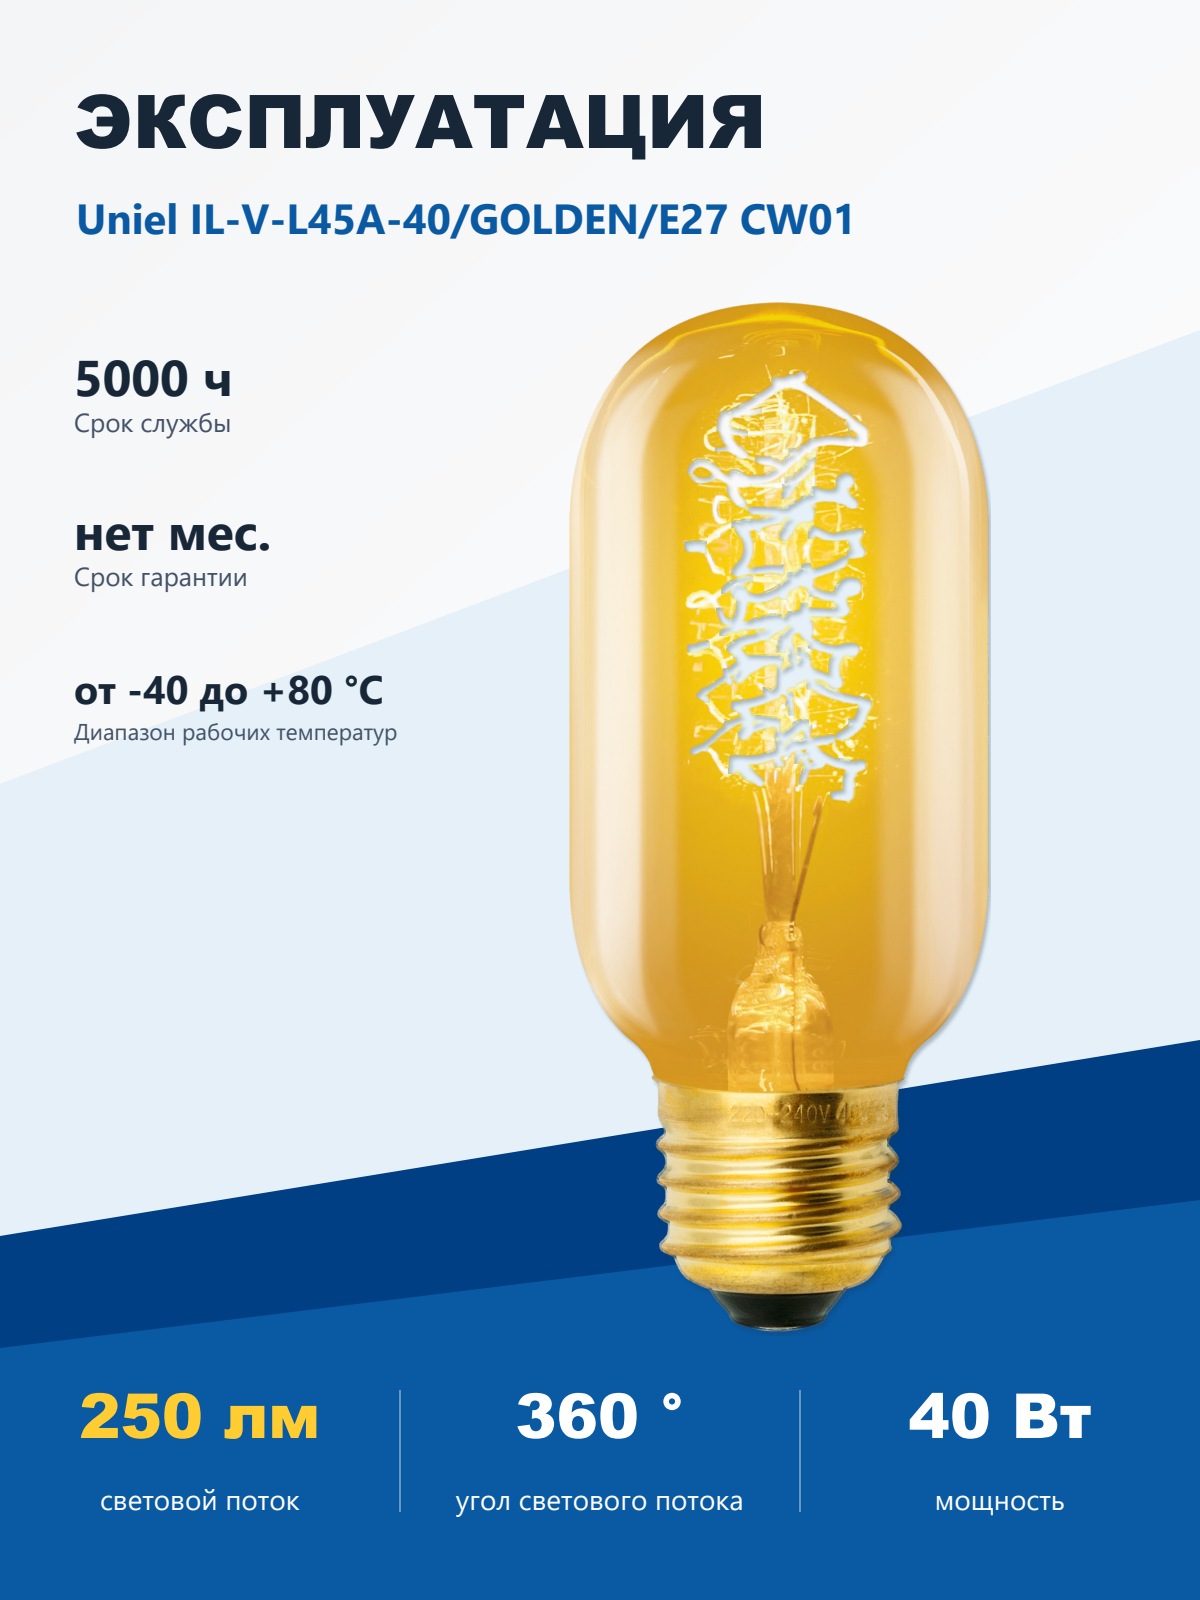 ЭКСПЛУАТАЦИЯ
Uniel IL-V-L45A-40/GOLDEN/E27 CW01
5000 ч
Срок службы
нет мес.
Срок гарантии
от -40 до +80 °C
Диапазон рабочих температур
220-240V 40
250 лм
световой поток
360 °
угол светового потока
40 Вт
мощность